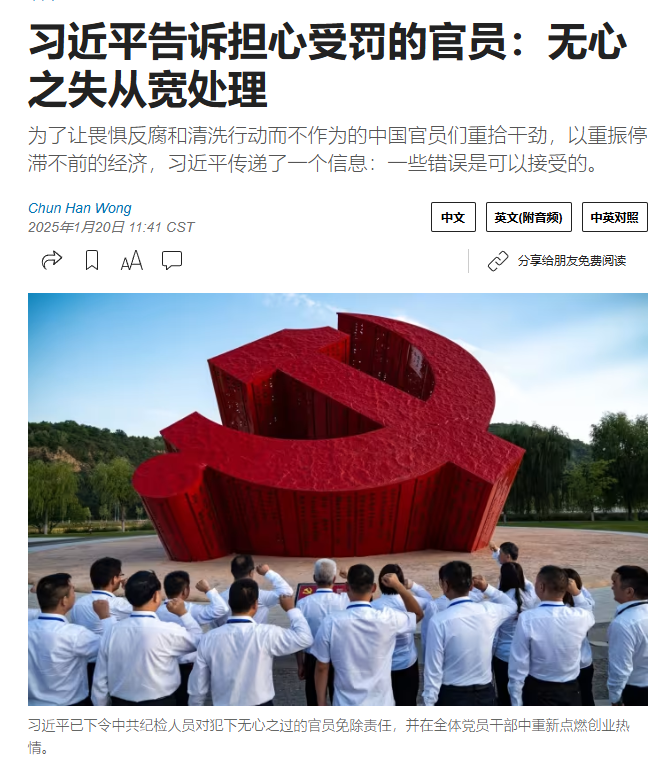 习近平告诉担心受罚的官员：无心
之失从宽处理
为了让畏惧反腐和清洗行动而不作为的中国官员们重拾干劲，以重振停
滞不前的经济，习近平传递了一个信息：一些错误是可以接受的。
Chun Han Wong
2025年1月20日 11:41 CST
中文 英文(附音频) 中英对照
AA 分享给朋友免费阅读
习近平已下令中共纪检人员对犯下无心之过的官员免除责任，并在全体党员干部中重新点燃创业热
情。